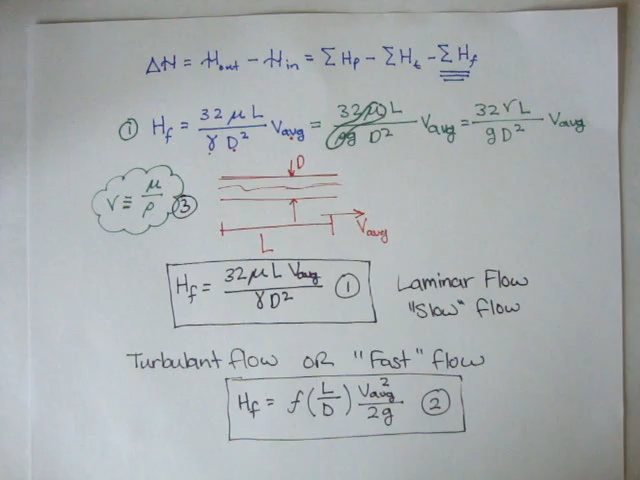 ΔH = Hout - Hin = ΣHp - ΣHt - ΣHf
① Hf = 32μL/γD² Vavg = 32μL/ρgD² Vavg = 32νL/gD² Vavg
ν ≡ μ/ρ ③
D
Vavg
L
Hf = 32μL Vavg/γD² ①
Laminar Flow
"Slow" flow
Turbulant flow OR "Fast" flow
Hf = f(L/D) Vavg²/2g ②